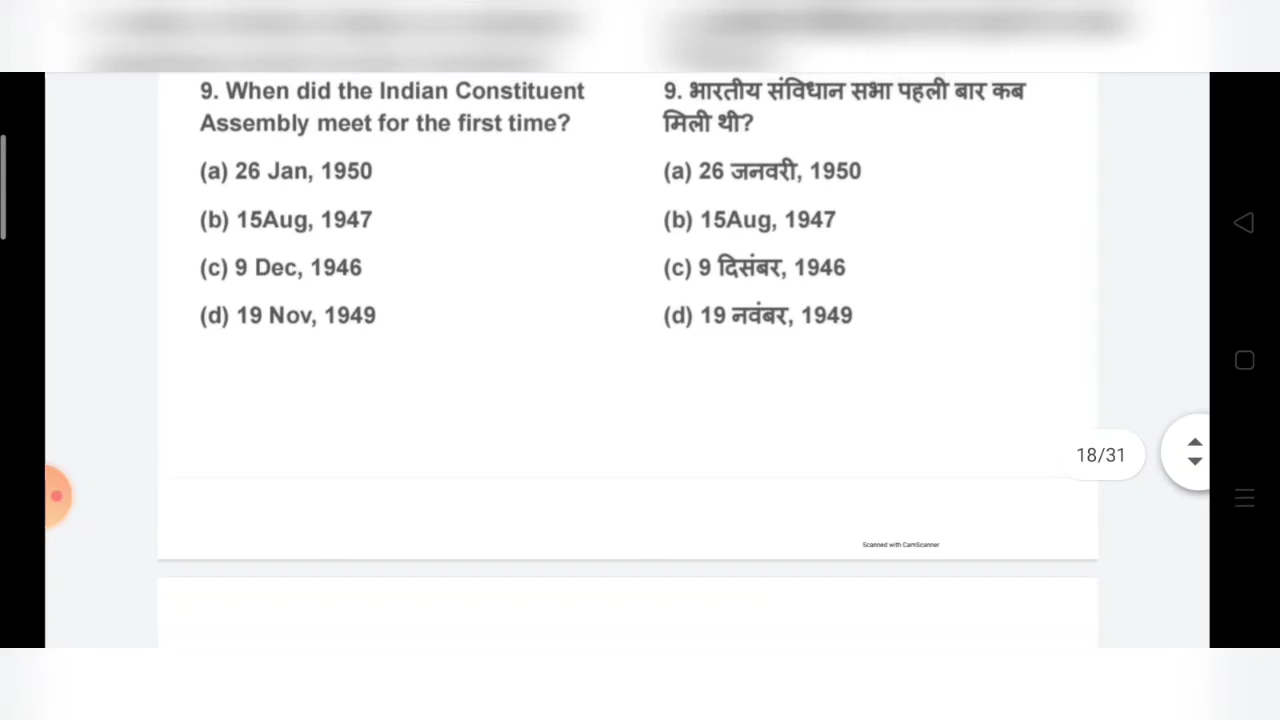 9. When did the Indian Constituent
Assembly meet for the first time?
(a) 26 Jan, 1950
(b) 15Aug, 1947
(c) 9 Dec, 1946
(d) 19 Nov, 1949
9. भारतीय संविधान सभा पहली बार कब
मिली थी?
(a) 26 जनवरी, 1950
(b) 15Aug, 1947
(c) 9 दिसंबर, 1946
(d) 19 नवंबर, 1949
18/31
Scanned with CamScanner